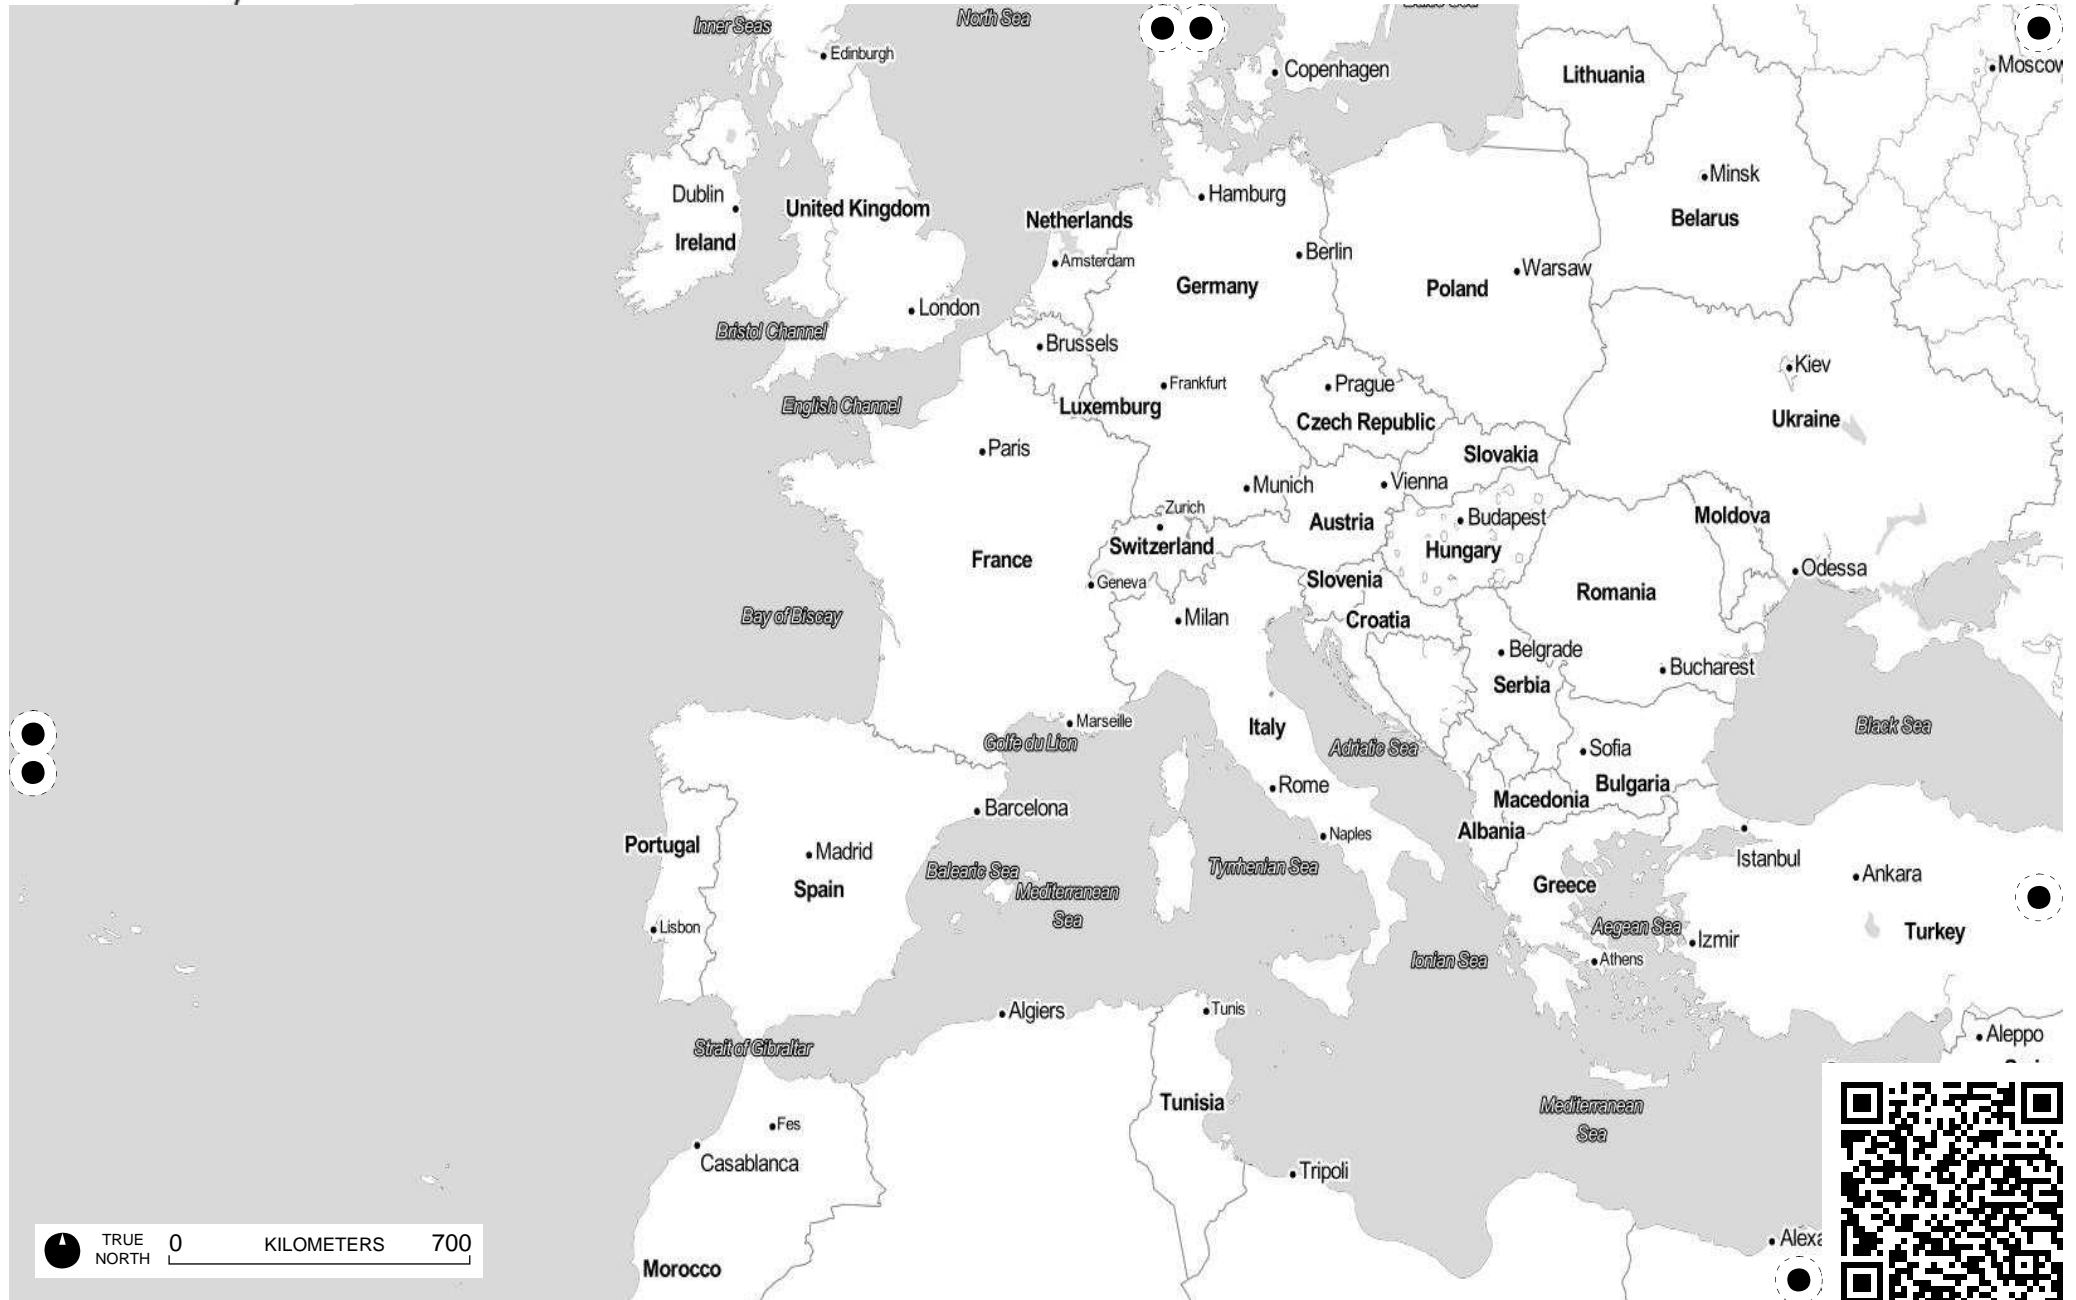 Inner Seas
North Sea
Edinburgh
Copenhagen
Lithuania
Moscow
Minsk
Dublin
United Kingdom
Hamburg
Netherlands
Belarus
Ireland
Berlin
Amsterdam
Warsaw
Germany
Poland
London
Bristol Channel
Brussels
Kiev
Frankfurt
Prague
English Channel
Luxemburg
Czech Republic
Ukraine
Paris
Slovakia
Munich
Vienna
Zurich
Moldova
Budapest
Austria
Switzerland
Hungary
France
Odessa
Slovenia
Geneva
Romania
Bay of Biscay
Milan
Croatia
Belgrade
Bucharest
Serbia
Marseille
Italy
Black Sea
Golfe du Lion
Adriatic Sea
Sofia
Rome
Bulgaria
Macedonia
Barcelona
Albania
Naples
Portugal
Madrid
Istanbul
Tyrrhenian Sea
Balearic Sea
Ankara
Greece
Spain
Mediterranean
Sea
Lisbon
Aegean Sea
Turkey
Izmir
Ionian Sea
Athens
Algiers
Tunis
Aleppo
Strait of Gibraltar
Tunisia
Mediterranean
Sea
Fes
Casablanca
Tripoli
Alexa
TRUE
NORTH
0 KILOMETERS 700
Morocco